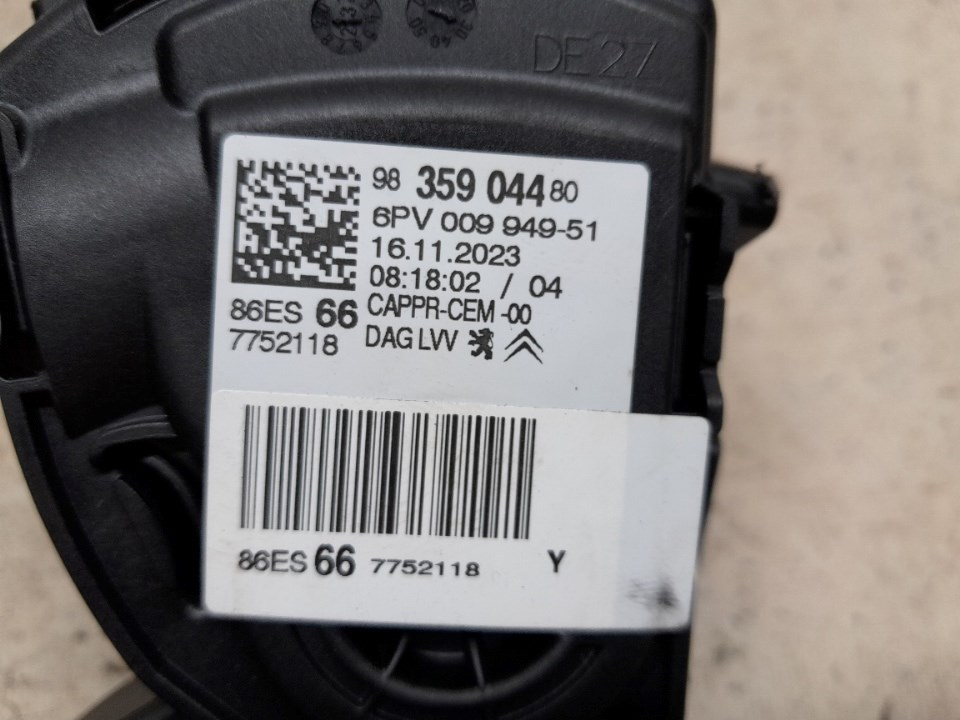 DE 27
98 359 044 80
6PV 009 949-51
16.11.2023
08:18:02 / 04
86ES 66 CAPPR-CEM -00
7752118 DAG LVV
86ES 66 7752118 Y